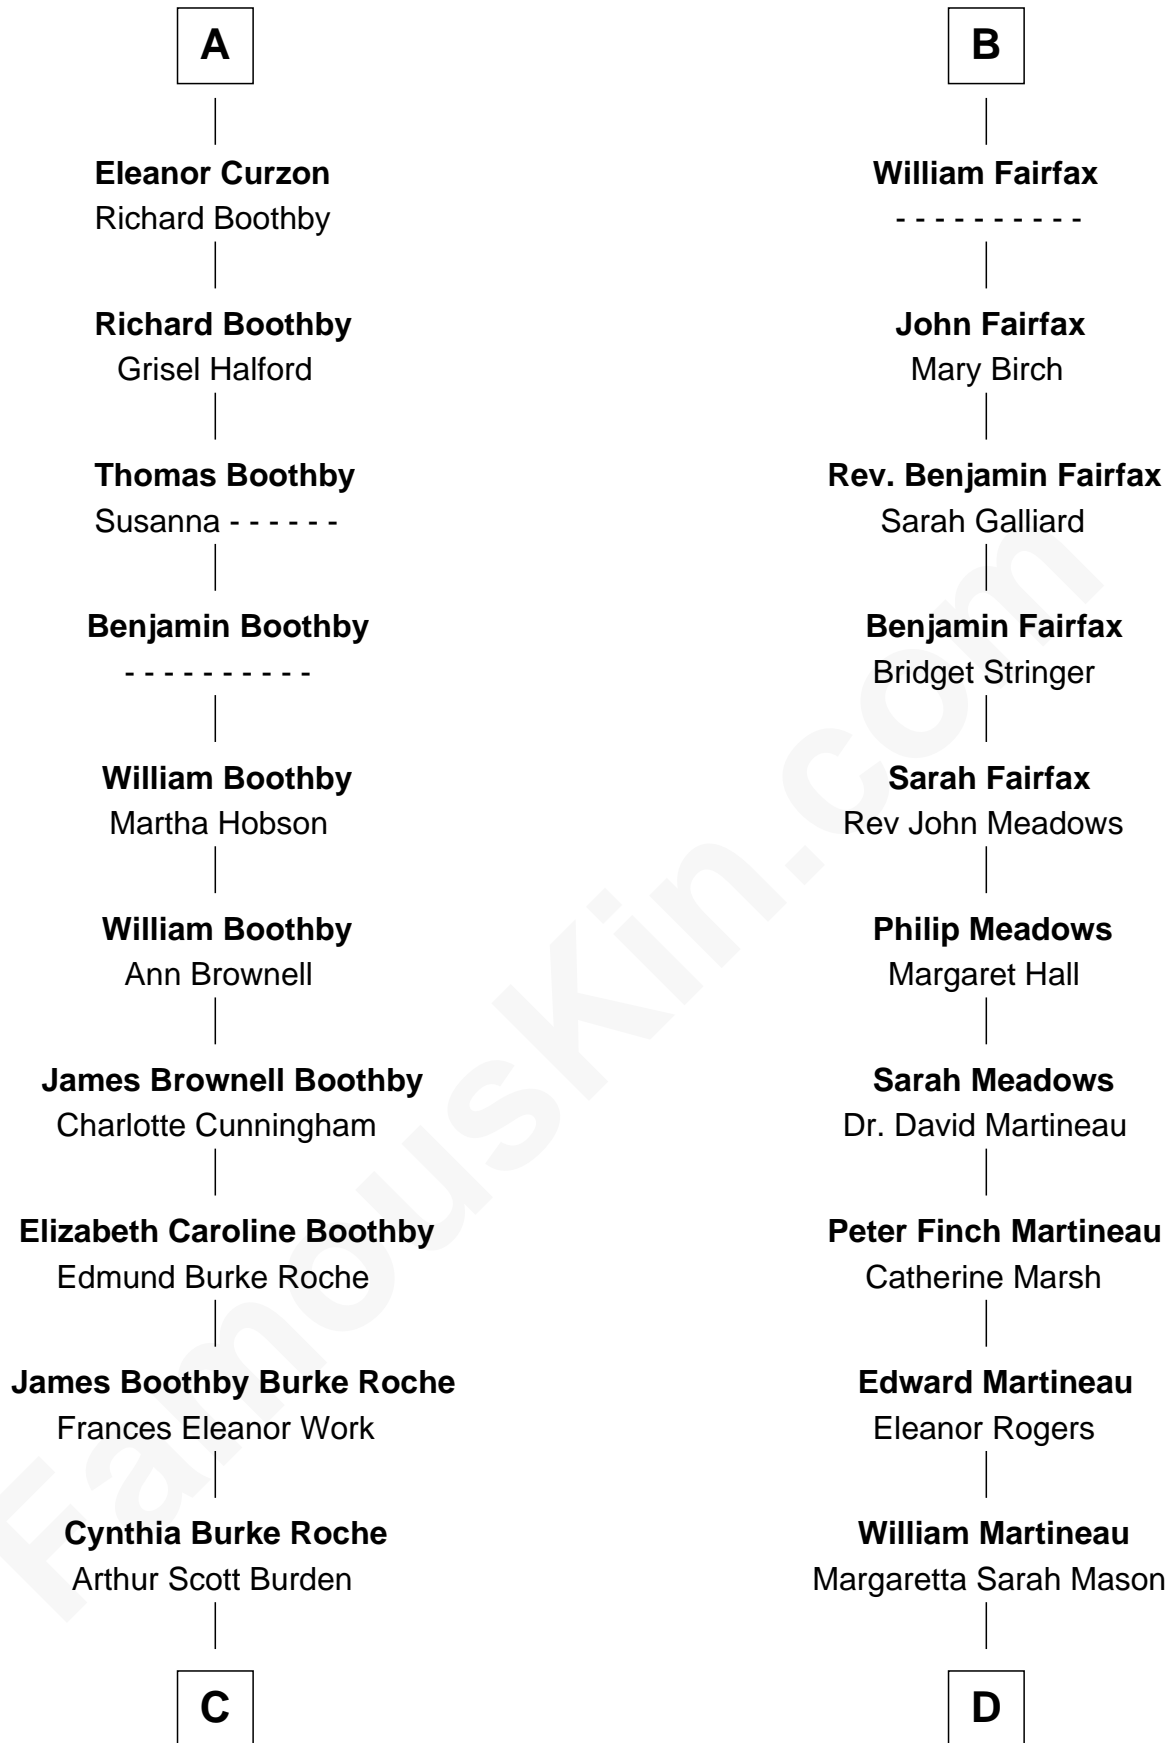 A
Eleanor Curzon
Richard Boothby
Richard Boothby
Grisel Halford
Thomas Boothby
Susanna - - - - - -
Benjamin Boothby
- - - - - - - - - -
William Boothby
Martha Hobson
William Boothby
Ann Brownell
James Brownell Boothby
Charlotte Cunningham
Elizabeth Caroline Boothby
Edmund Burke Roche
James Boothby Burke Roche
Frances Eleanor Work
Cynthia Burke Roche
Arthur Scott Burden
C
B
William Fairfax
- - - - - - - - - -
John Fairfax
Mary Birch
Rev. Benjamin Fairfax
Sarah Galliard
Benjamin Fairfax
Bridget Stringer
Sarah Fairfax
Rev John Meadows
Philip Meadows
Margaret Hall
Sarah Meadows
Dr. David Martineau
Peter Finch Martineau
Catherine Marsh
Edward Martineau
Eleanor Rogers
William Martineau
Margaretta Sarah Mason
D
FamousKin.com